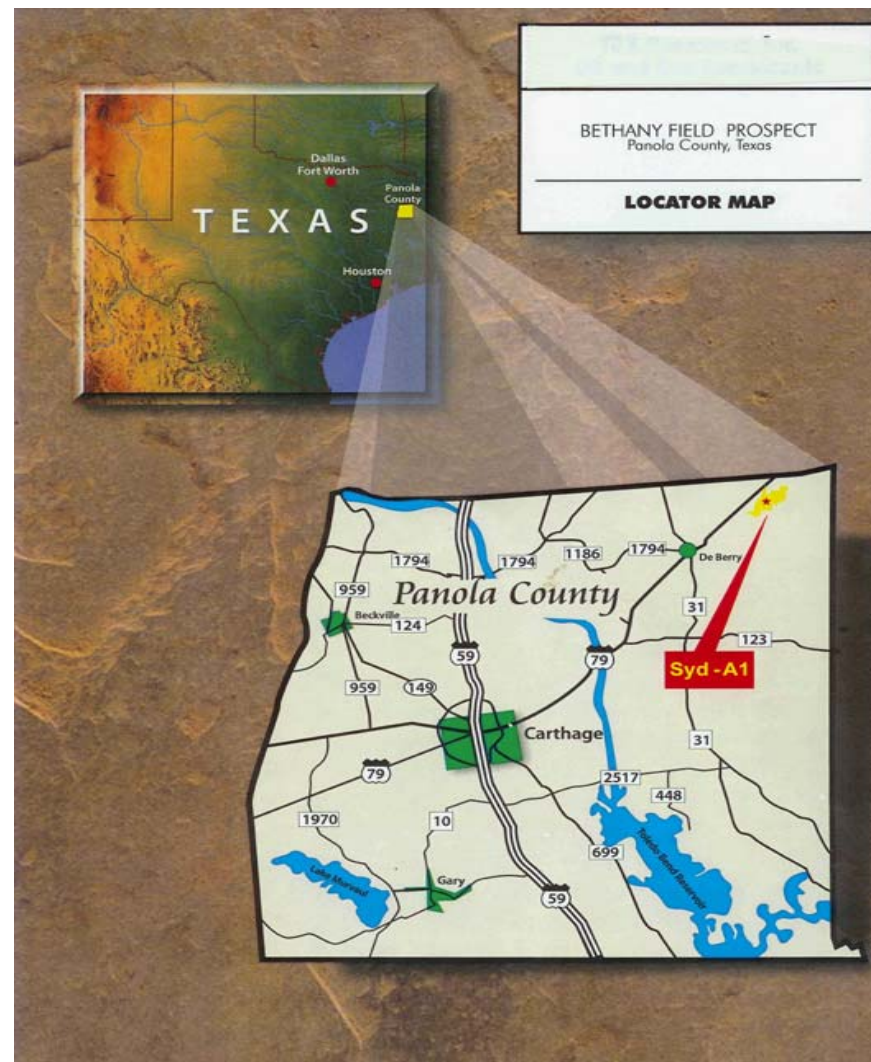 BETHANY FIELD PROSPECT
Panola County, Texas
LOCATOR MAP
Dallas
Fort Worth
Panola
County
TEXAS
Houston
1794
1794
1186
1794
De Berry
959
Panola County
31
Beckville
124
59
79
123
Syd-A1
959
149
Carthage
31
79
2517
448
1970
10
699
Toledo Bend Reservoir
Lake Murvaul
Gary
59